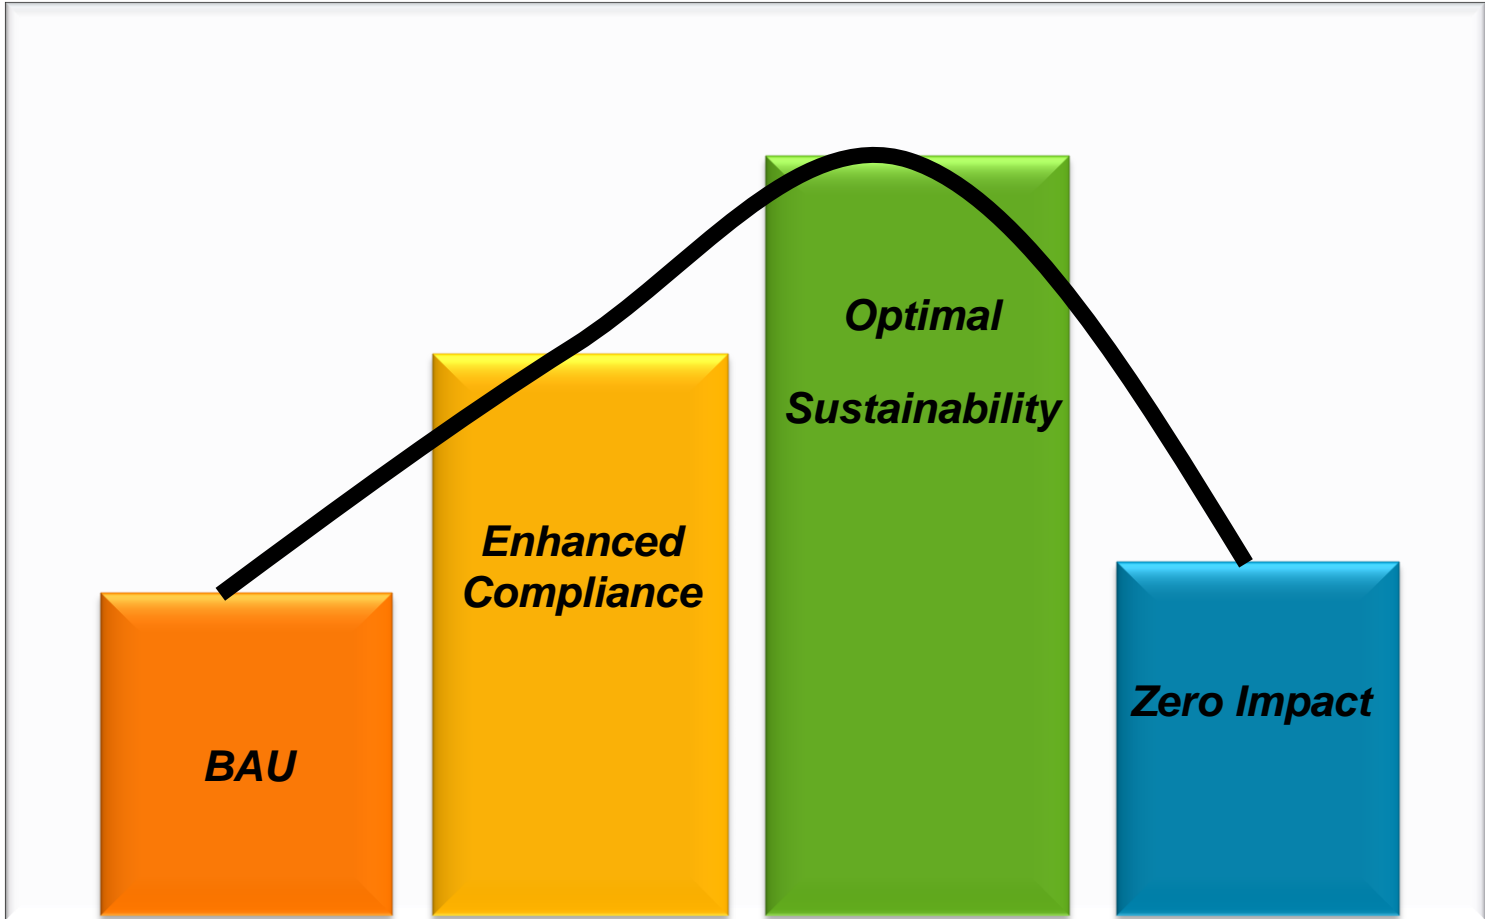 Optimal
Sustainability
Enhanced
Compliance
Zero Impact
BAU